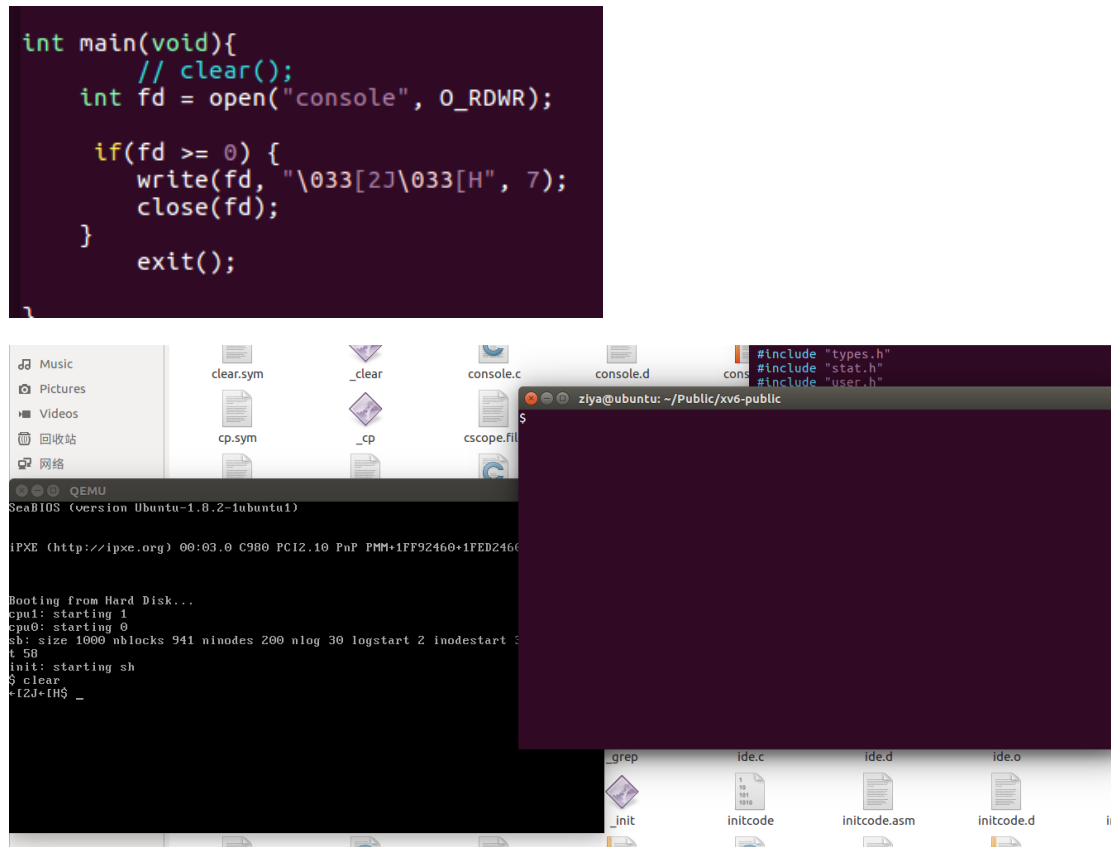 int main(void){
// clear();
int fd = open("console", O_RDWR);
if(fd >= 0) {
write(fd, "\033[2J\033[H", 7);
close(fd);
}
exit();
}
Music
Pictures
Videos
回收站
网络
clear.sym
_clear
console.c
console.d
cons
cp.sym
_cp
cscope.fil
#include "types.h"
#include "stat.h"
#include "user.h"
ziya@ubuntu: ~/Public/xv6-public
$
QEMU
SeaBIOS (version Ubuntu-1.8.2-1ubuntu1)
iPXE (http://ipxe.org) 00:03.0 C980 PCI2.10 PnP PMM+1FF92460+1FED2460
Booting from Hard Disk...
cpu1: starting 1
cpu0: starting 0
sb: size 1000 nblocks 941 ninodes 200 nlog 30 logstart 2 inodestart 3
t 58
init: starting sh
$ clear
←[2J←[H$ _
_grep
ide.c
ide.d
ide.o
_init
initcode
initcode.asm
initcode.d